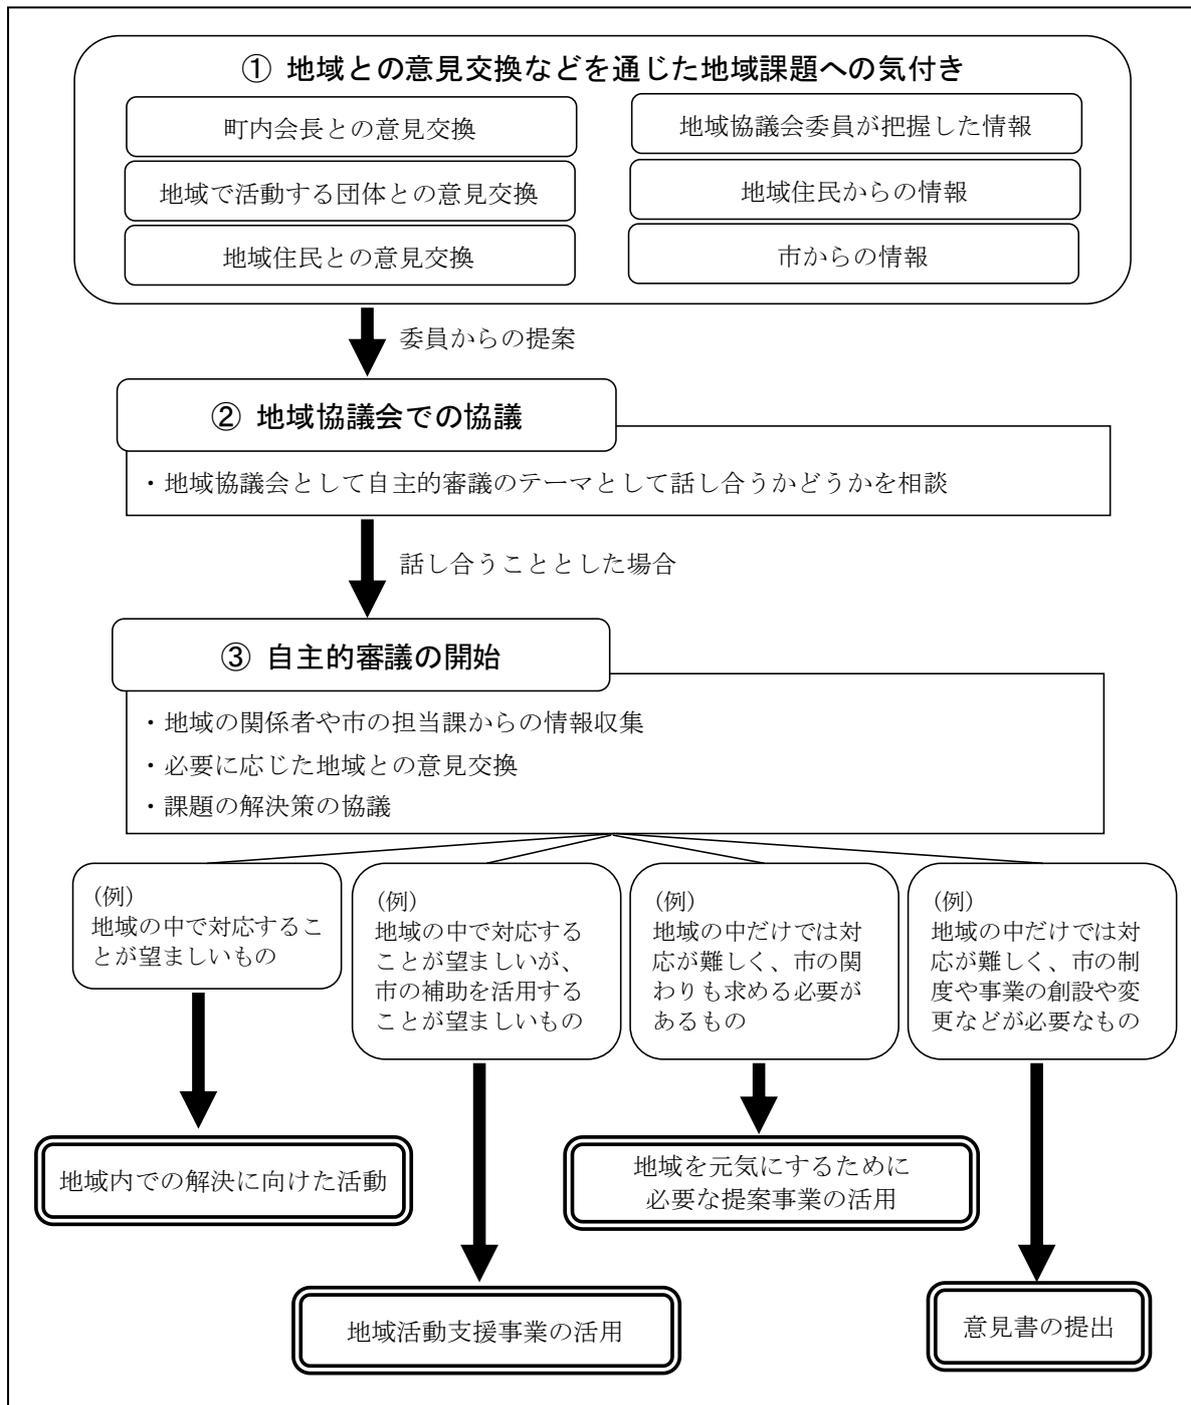 ① 地域との意見交換などを通じた地域課題への気付き
町内会長との意見交換
地域で活動する団体との意見交換
地域住民との意見交換
地域協議会委員が把握した情報
地域住民からの情報
市からの情報
委員からの提案
② 地域協議会での協議
・地域協議会として自主的審議のテーマとして話し合うかどうかを相談
話し合うこととした場合
③ 自主的審議の開始
・地域の関係者や市の担当課からの情報収集
・必要に応じた地域との意見交換
・課題の解決策の協議
(例)
地域の中で対応するこ
とが望ましいもの
(例)
地域の中で対応する
ことが望ましいが、
市の補助を活用する
ことが望ましいもの
(例)
地域の中だけでは対
応が難しく、市の関
わりも求める必要が
あるもの
(例)
地域の中だけでは対
応が難しく、市の制
度や事業の創設や変
更などが必要なもの
地域内での解決に向けた活動
地域を元気にするために
必要な提案事業の活用
地域活動支援事業の活用
意見書の提出